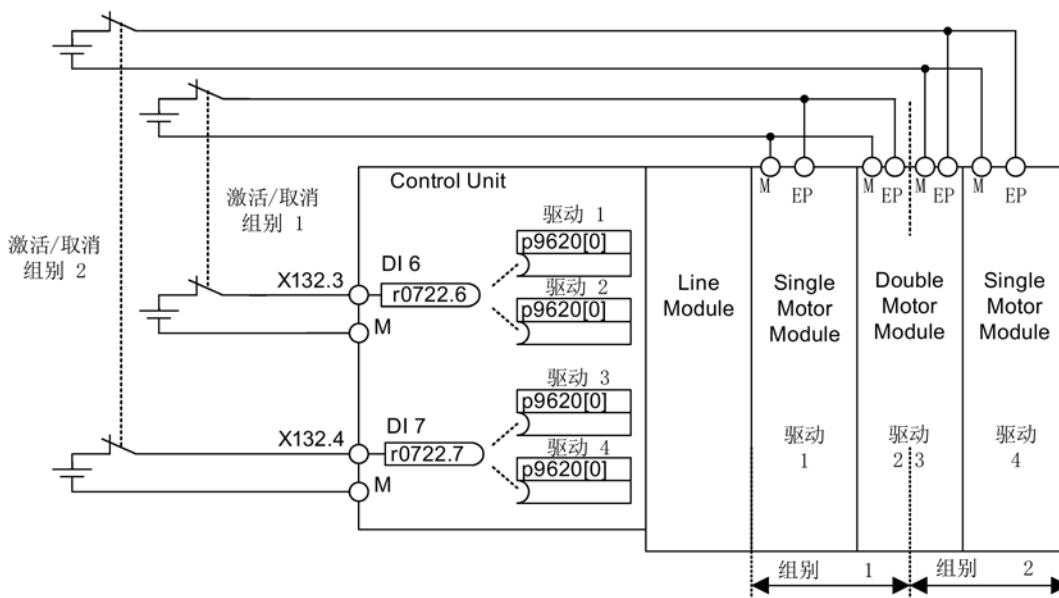 M
EP
M
EP
M
EP
M
EP
Control Unit
激活/取消
组别 1
激活/取消
组别 2
驱动 1
p9620[0]
X132.3
DI 6
r0722.6
驱动 2
p9620[0]
M
驱动 3
p9620[0]
X132.4
DI 7
r0722.7
驱动 4
p9620[0]
M
Line
Module
Single
Motor
Module
Double
Motor
Module
Single
Motor
Module
驱动
1
驱动
2 3
驱动
4
组别 1
组别 2